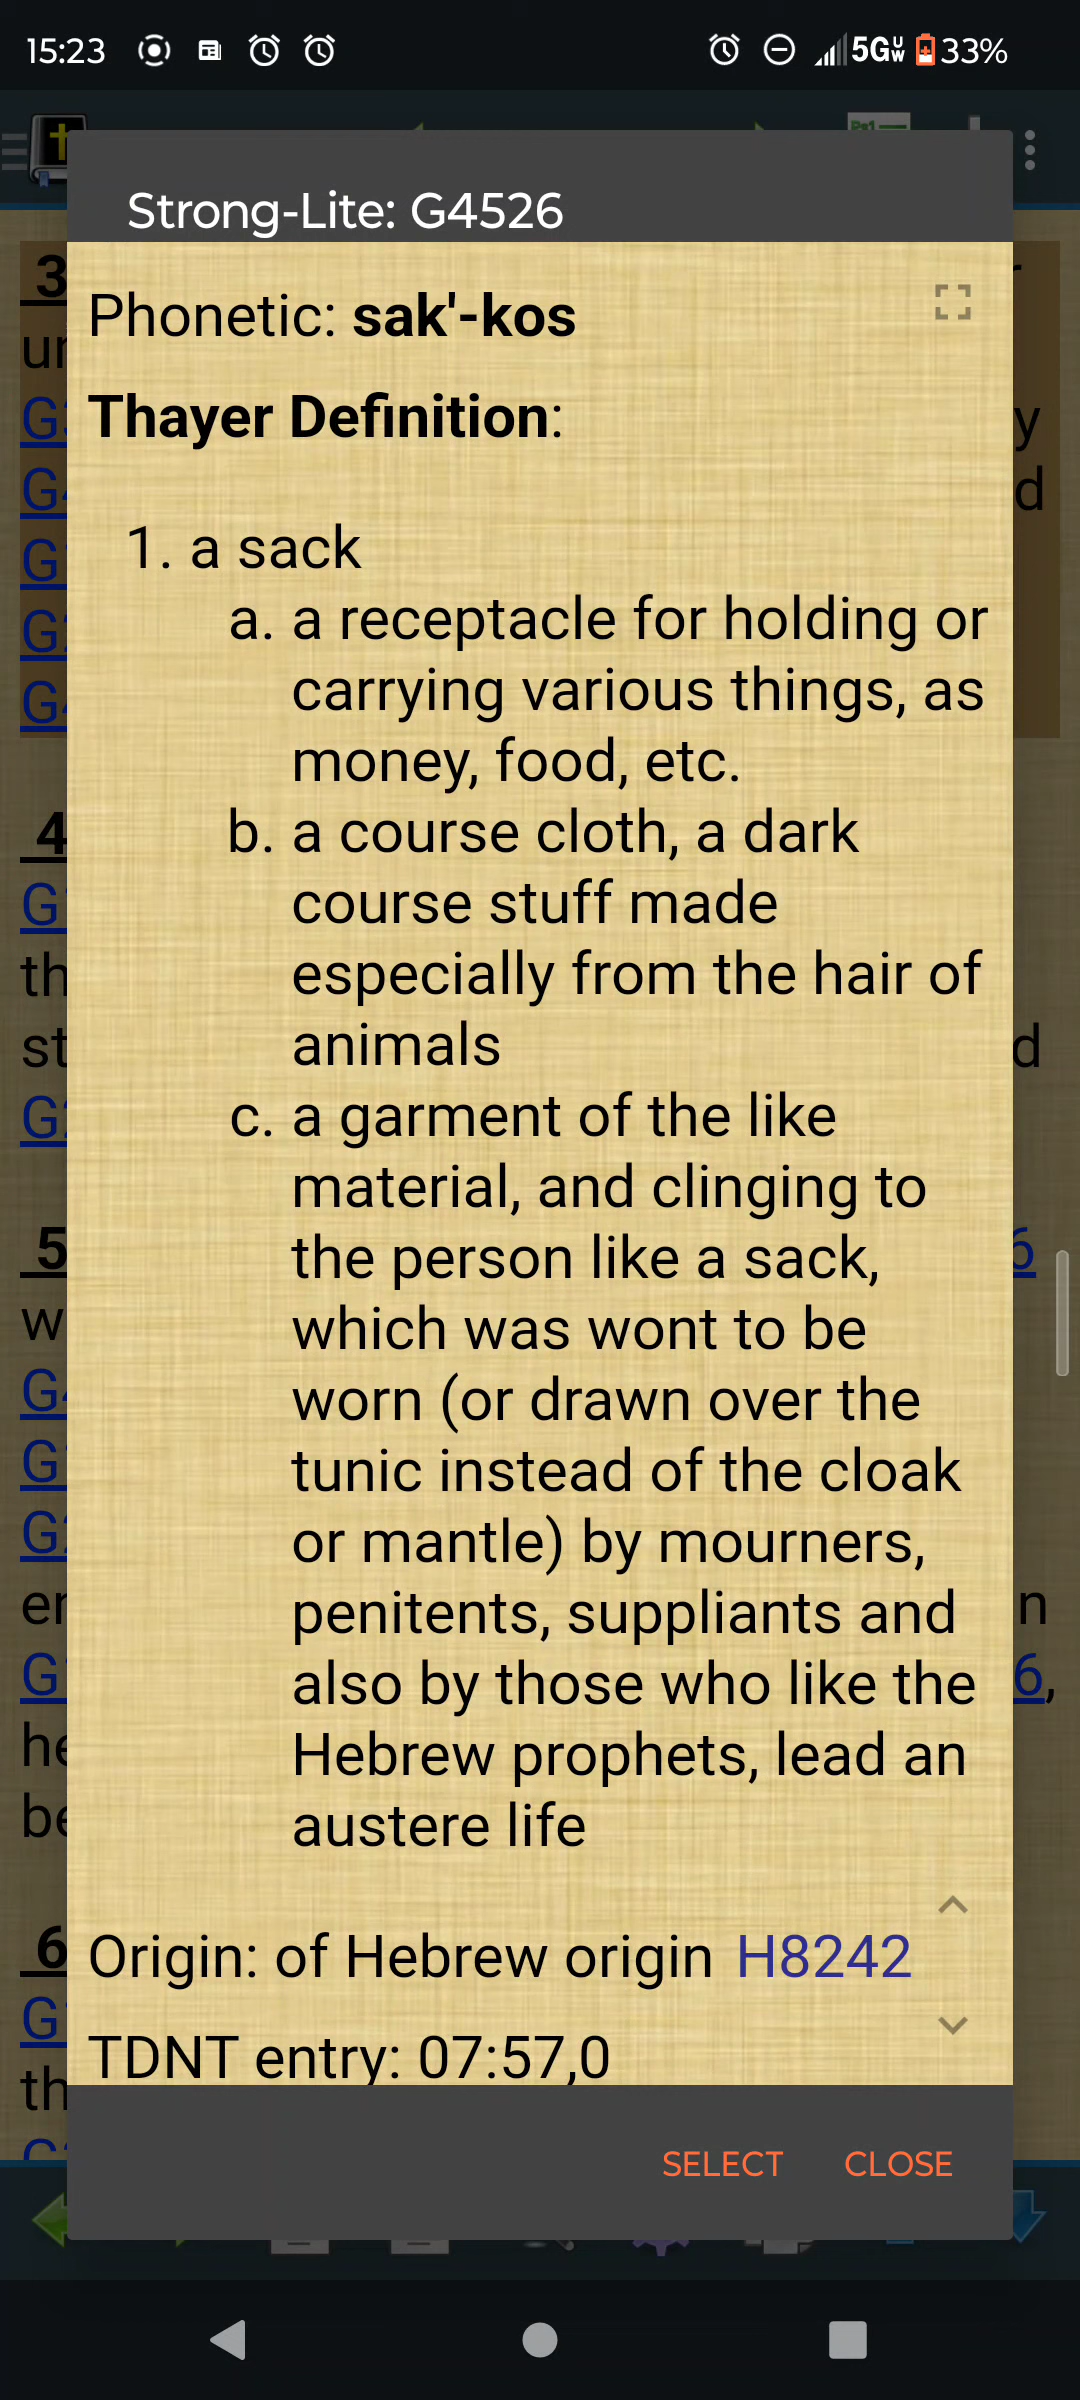 15:23 5G UW 33%
Strong-Lite: G4526
Phonetic: sak'-kos
Thayer Definition:
1. a sack
a. a receptacle for holding or
carrying various things, as
money, food, etc.
b. a course cloth, a dark
course stuff made
especially from the hair of
animals
c. a garment of the like
material, and clinging to
the person like a sack,
which was wont to be
worn (or drawn over the
tunic instead of the cloak
or mantle) by mourners,
penitents, suppliants and
also by those who like the
Hebrew prophets, lead an
austere life
Origin: of Hebrew origin H8242
TDNT entry: 07:57,0
SELECT CLOSE
3
4
5
6